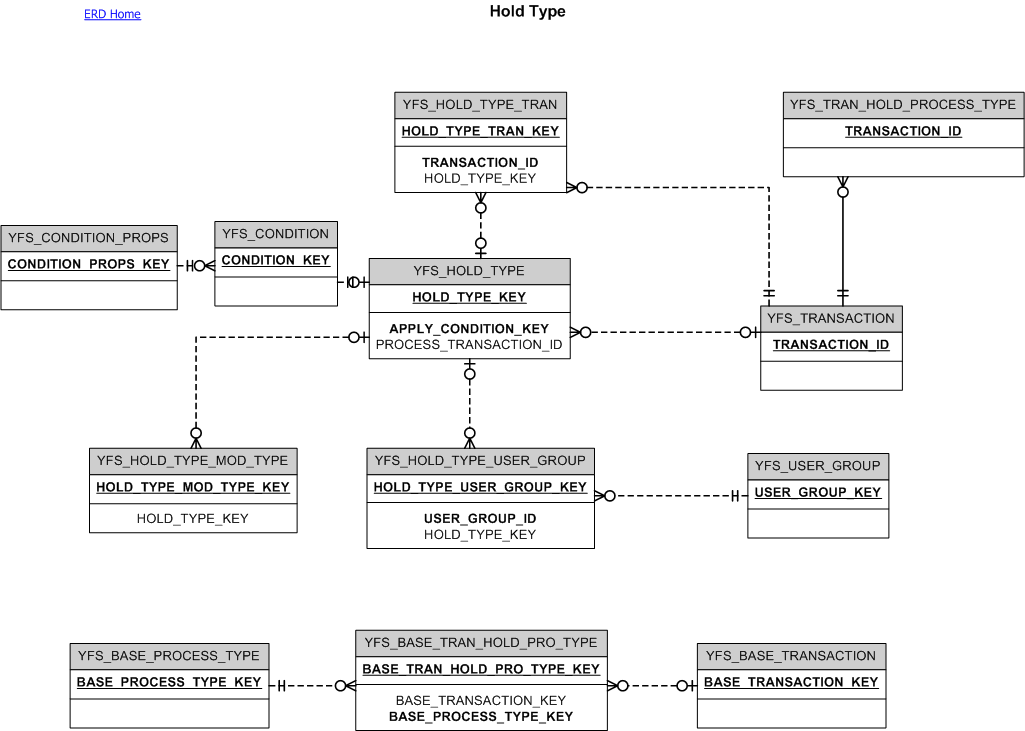 ERD Home
Hold Type
YFS_HOLD_TYPE_TRAN
HOLD_TYPE_TRAN_KEY
TRANSACTION_ID
HOLD_TYPE_KEY
YFS_TRAN_HOLD_PROCESS_TYPE
TRANSACTION_ID
YFS_CONDITION_PROPS
CONDITION_PROPS_KEY
YFS_CONDITION
CONDITION_KEY
YFS_HOLD_TYPE
HOLD_TYPE_KEY
APPLY_CONDITION_KEY
PROCESS_TRANSACTION_ID
YFS_TRANSACTION
TRANSACTION_ID
YFS_HOLD_TYPE_MOD_TYPE
HOLD_TYPE_MOD_TYPE_KEY
HOLD_TYPE_KEY
YFS_HOLD_TYPE_USER_GROUP
HOLD_TYPE_USER_GROUP_KEY
USER_GROUP_ID
HOLD_TYPE_KEY
YFS_USER_GROUP
USER_GROUP_KEY
YFS_BASE_PROCESS_TYPE
BASE_PROCESS_TYPE_KEY
YFS_BASE_TRAN_HOLD_PRO_TYPE
BASE_TRAN_HOLD_PRO_TYPE_KEY
BASE_TRANSACTION_KEY
BASE_PROCESS_TYPE_KEY
YFS_BASE_TRANSACTION
BASE_TRANSACTION_KEY